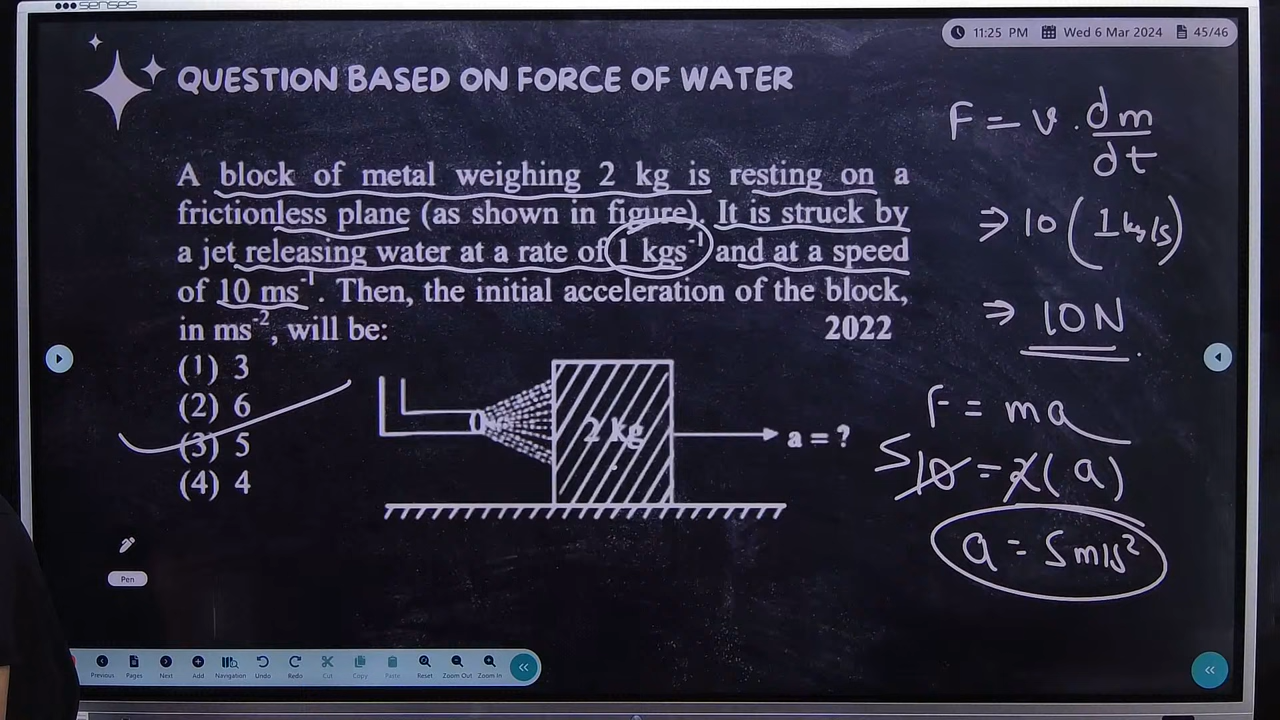 senses
11:25 PM Wed 6 Mar 2024 45/46
QUESTION BASED ON FORCE OF WATER
A block of metal weighing 2 kg is resting on a
frictionless plane (as shown in figure). It is struck by
a jet releasing water at a rate of 1 kgs⁻¹ and at a speed
of 10 ms⁻¹. Then, the initial acceleration of the block,
in ms⁻², will be:
2022
(1) 3
(2) 6
(3) 5
(4) 4
2 kg
a = ?
F = v . dm/dt
⇒ 10 (1 kg/s)
⇒ 10N
F = ma
5 10 = 2(a)
a = 5m/s²
Pen
Previous Pages Next Add Navigation Undo Redo Cut Copy Paste Reset Zoom Out Zoom In